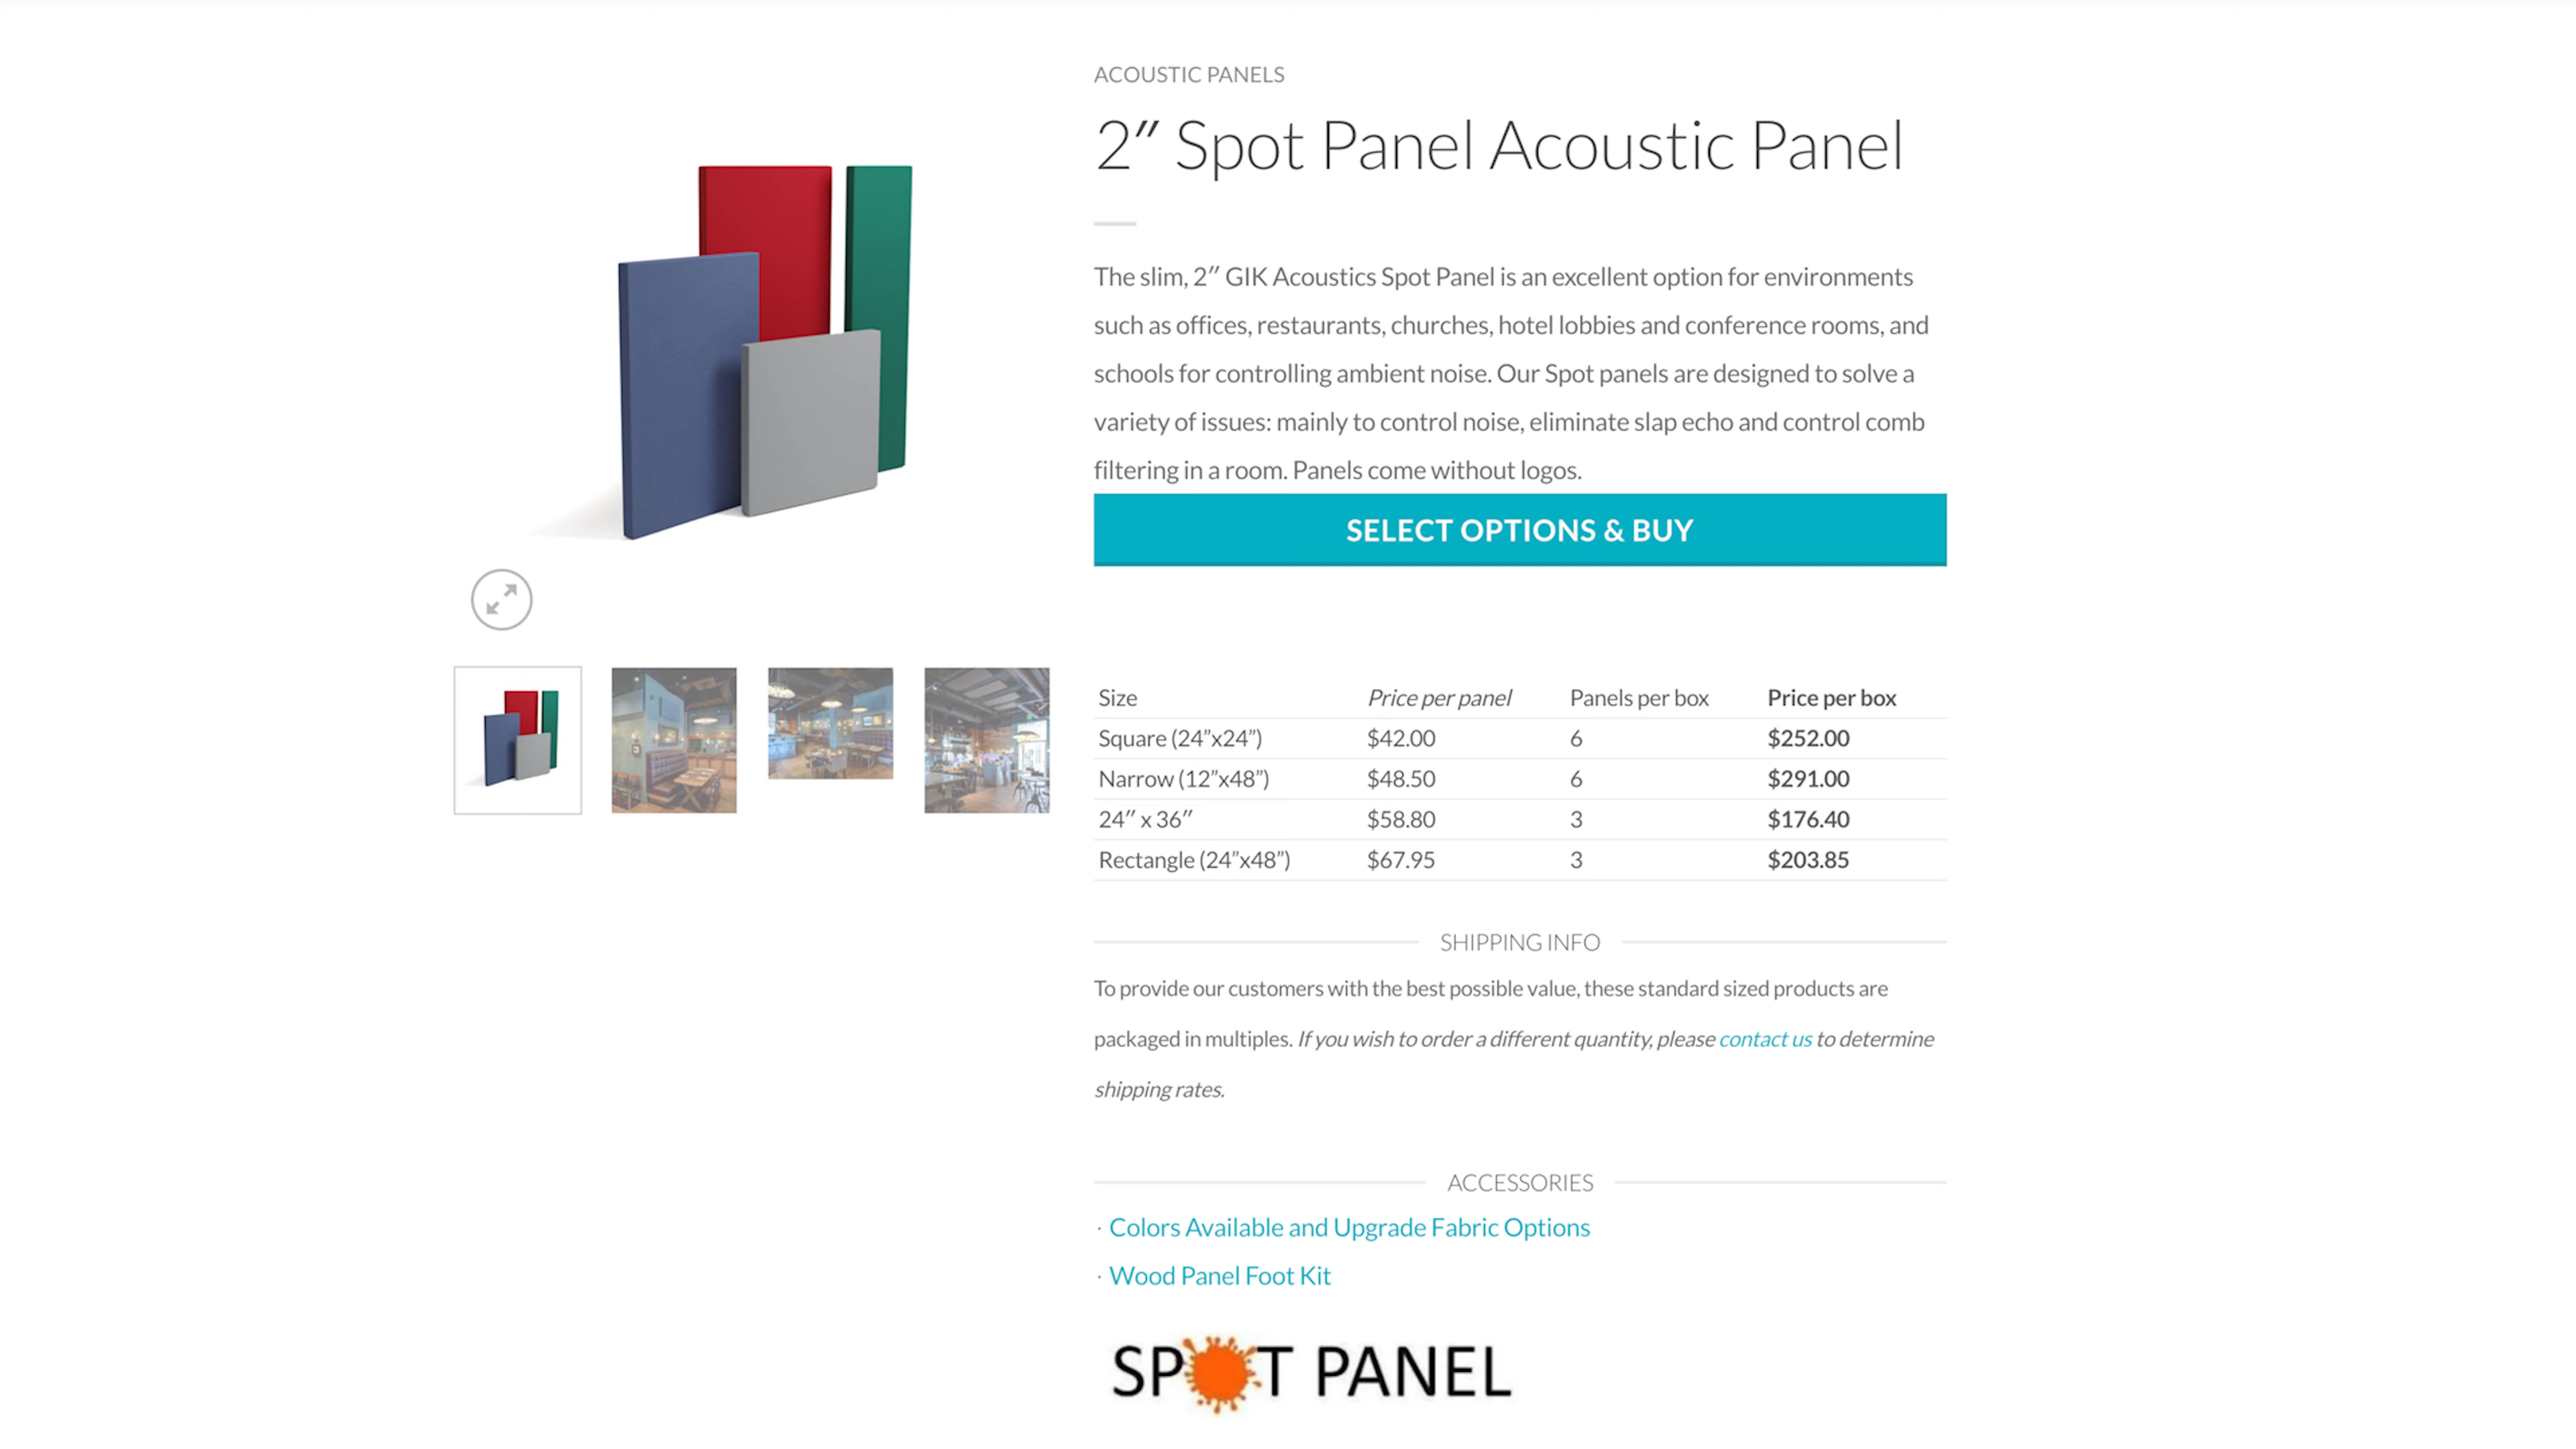 ACOUSTIC PANELS
2″ Spot Panel Acoustic Panel
The slim, 2″ GIK Acoustics Spot Panel is an excellent option for environments
such as offices, restaurants, churches, hotel lobbies and conference rooms, and
schools for controlling ambient noise. Our Spot panels are designed to solve a
variety of issues: mainly to control noise, eliminate slap echo and control comb
filtering in a room. Panels come without logos.
SELECT OPTIONS & BUY
Size Price per panel Panels per box Price per box
Square (24”x24”) $42.00 6 $252.00
Narrow (12”x48”) $48.50 6 $291.00
24″ x 36″ $58.80 3 $176.40
Rectangle (24”x48”) $67.95 3 $203.85
SHIPPING INFO
To provide our customers with the best possible value, these standard sized products are
packaged in multiples. If you wish to order a different quantity, please contact us to determine
shipping rates.
ACCESSORIES
· Colors Available and Upgrade Fabric Options
· Wood Panel Foot Kit
SPOT PANEL